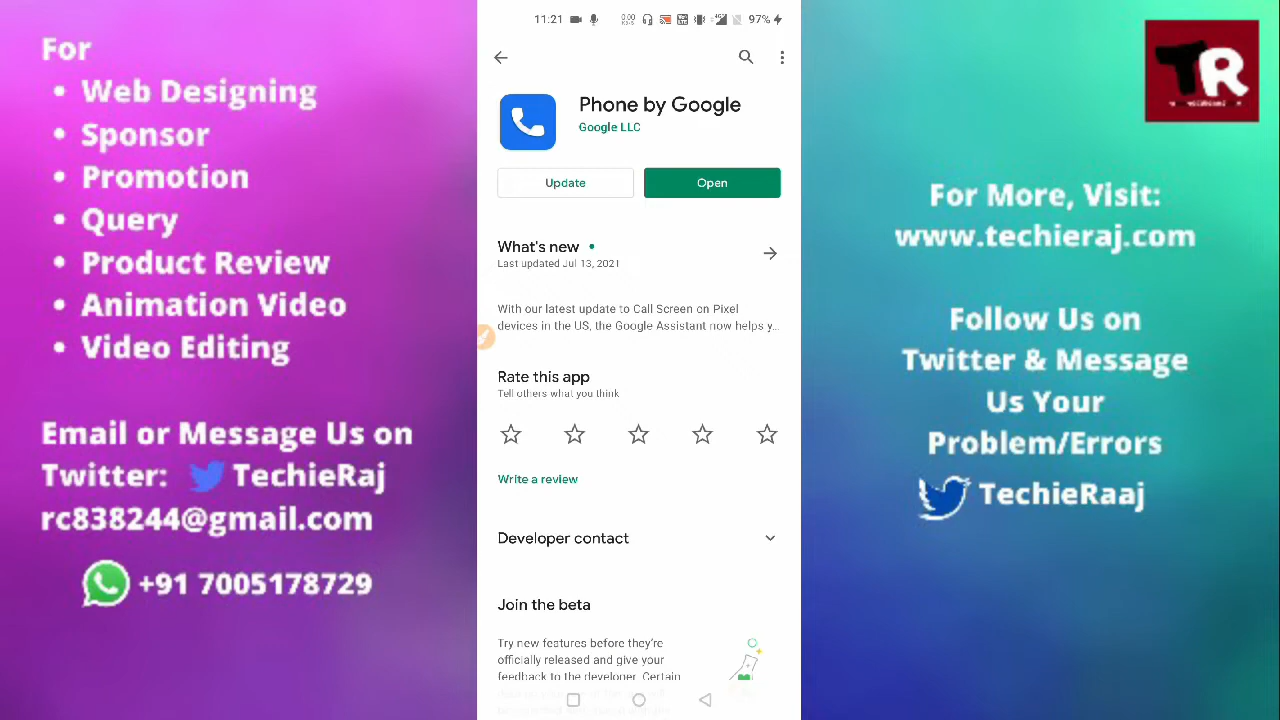 For
• Web Designing
• Sponsor
• Promotion
• Query
• Product Review
• Animation Video
• Video Editing
Email or Message Us on
Twitter: TechieRaj
rc838244@gmail.com
+91 7005178729
11:21
97%
Phone by Google
Google LLC
Update
Open
What's new •
Last updated Jul 13, 2021
With our latest update to Call Screen on Pixel
devices in the US, the Google Assistant now helps y...
Rate this app
Tell others what you think
Write a review
Developer contact
Join the beta
Try new features before they're
officially released and give your
feedback to the developer. Certain
TR
For More, Visit:
www.techieraj.com
Follow Us on
Twitter & Message
Us Your
Problem/Errors
TechieRaaj